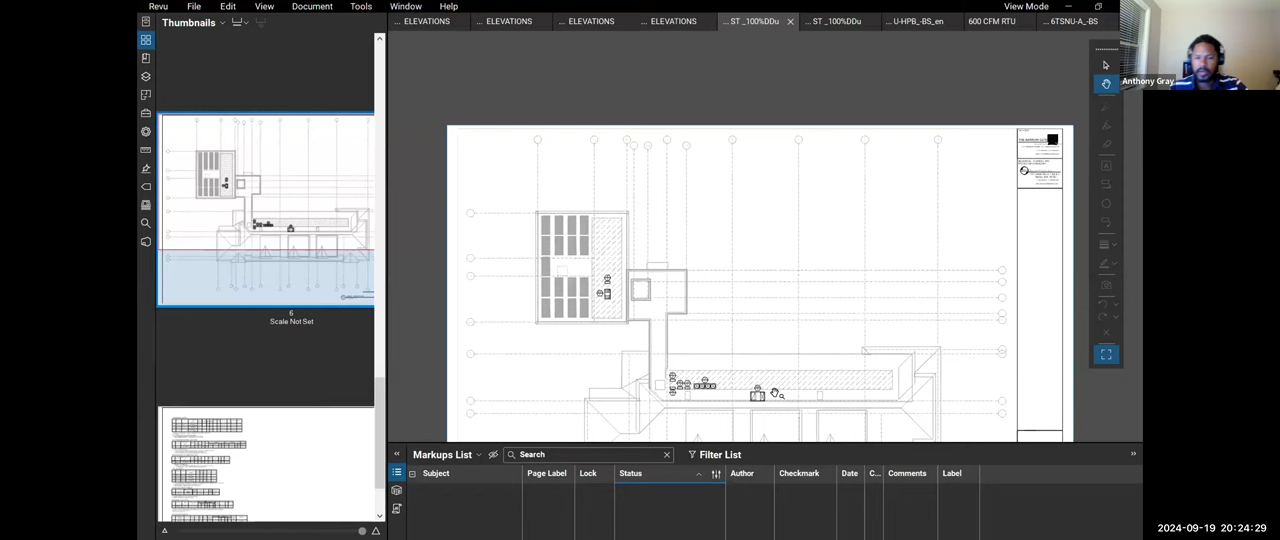 Revu File Edit View Document Tools Window Help View Mode
Thumbnails
... ELEVATIONS ... ELEVATIONS ... ELEVATIONS ... ELEVATIONS ... ST _100%DDu ... ST _100%DDu ... U-HPB_-BS_en 600 CFM RTU ... 6TSNU-A_-BS
Anthony Gray
6
Scale Not Set
Markups List Search Filter List
Subject Page Label Lock Status Author Checkmark Date C... Comments Label
2024-09-19 20:24:29